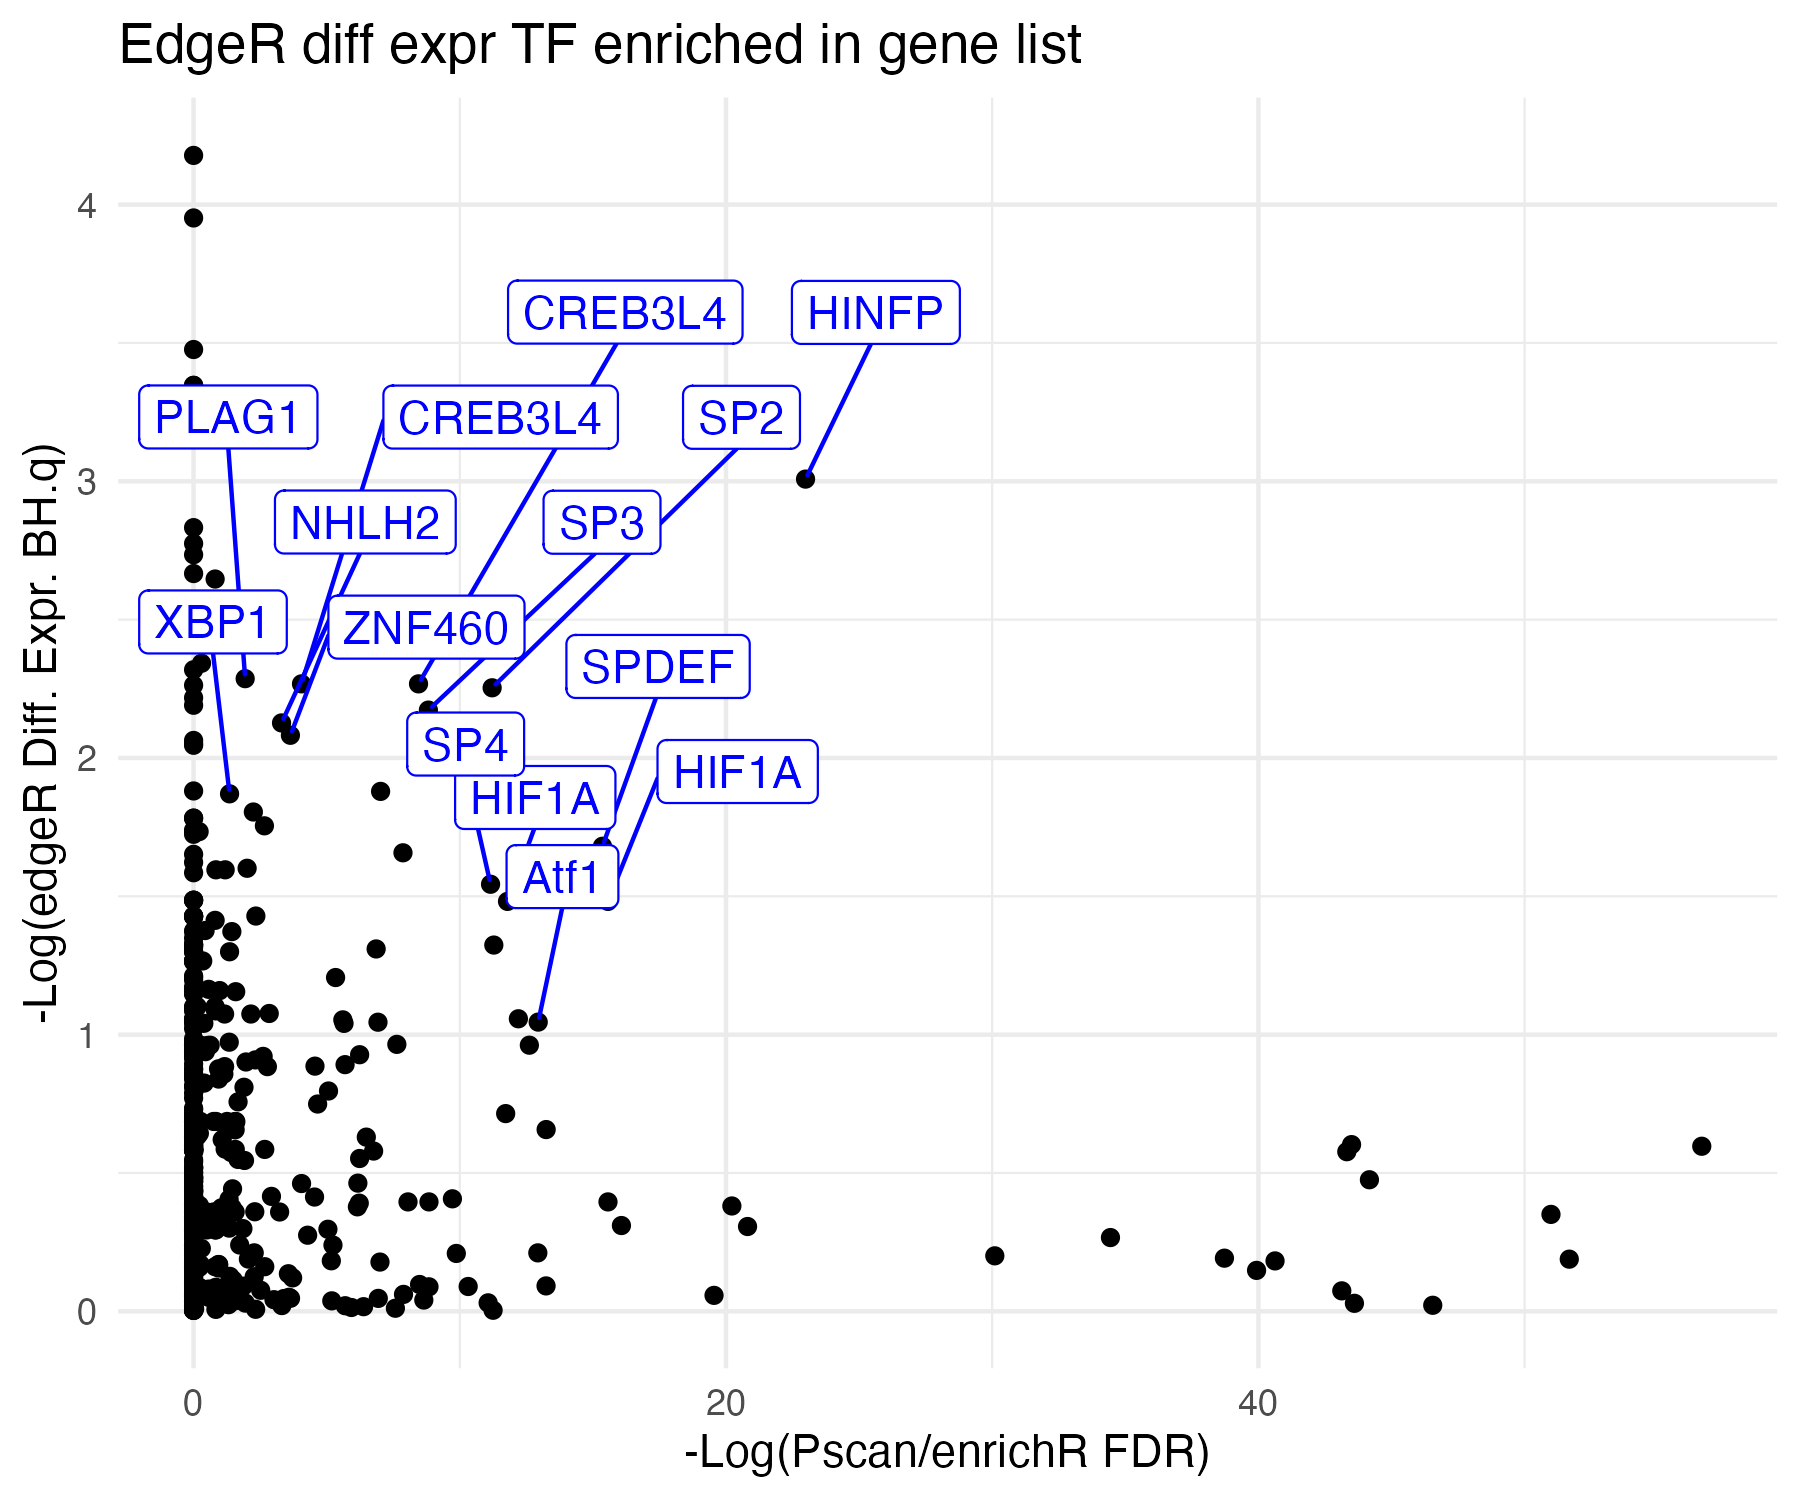 EdgeR diff expr TF enriched in gene list
-Log(edgeR Diff. Expr. BH.q)
4
3
2
1
0
CREB3L4
HINFP
PLAG1
CREB3L4
SP2
NHLH2
SP3
XBP1
ZNF460
SPDEF
SP4
HIF1A
HIF1A
Atf1
0
20
40
-Log(Pscan/enrichR FDR)